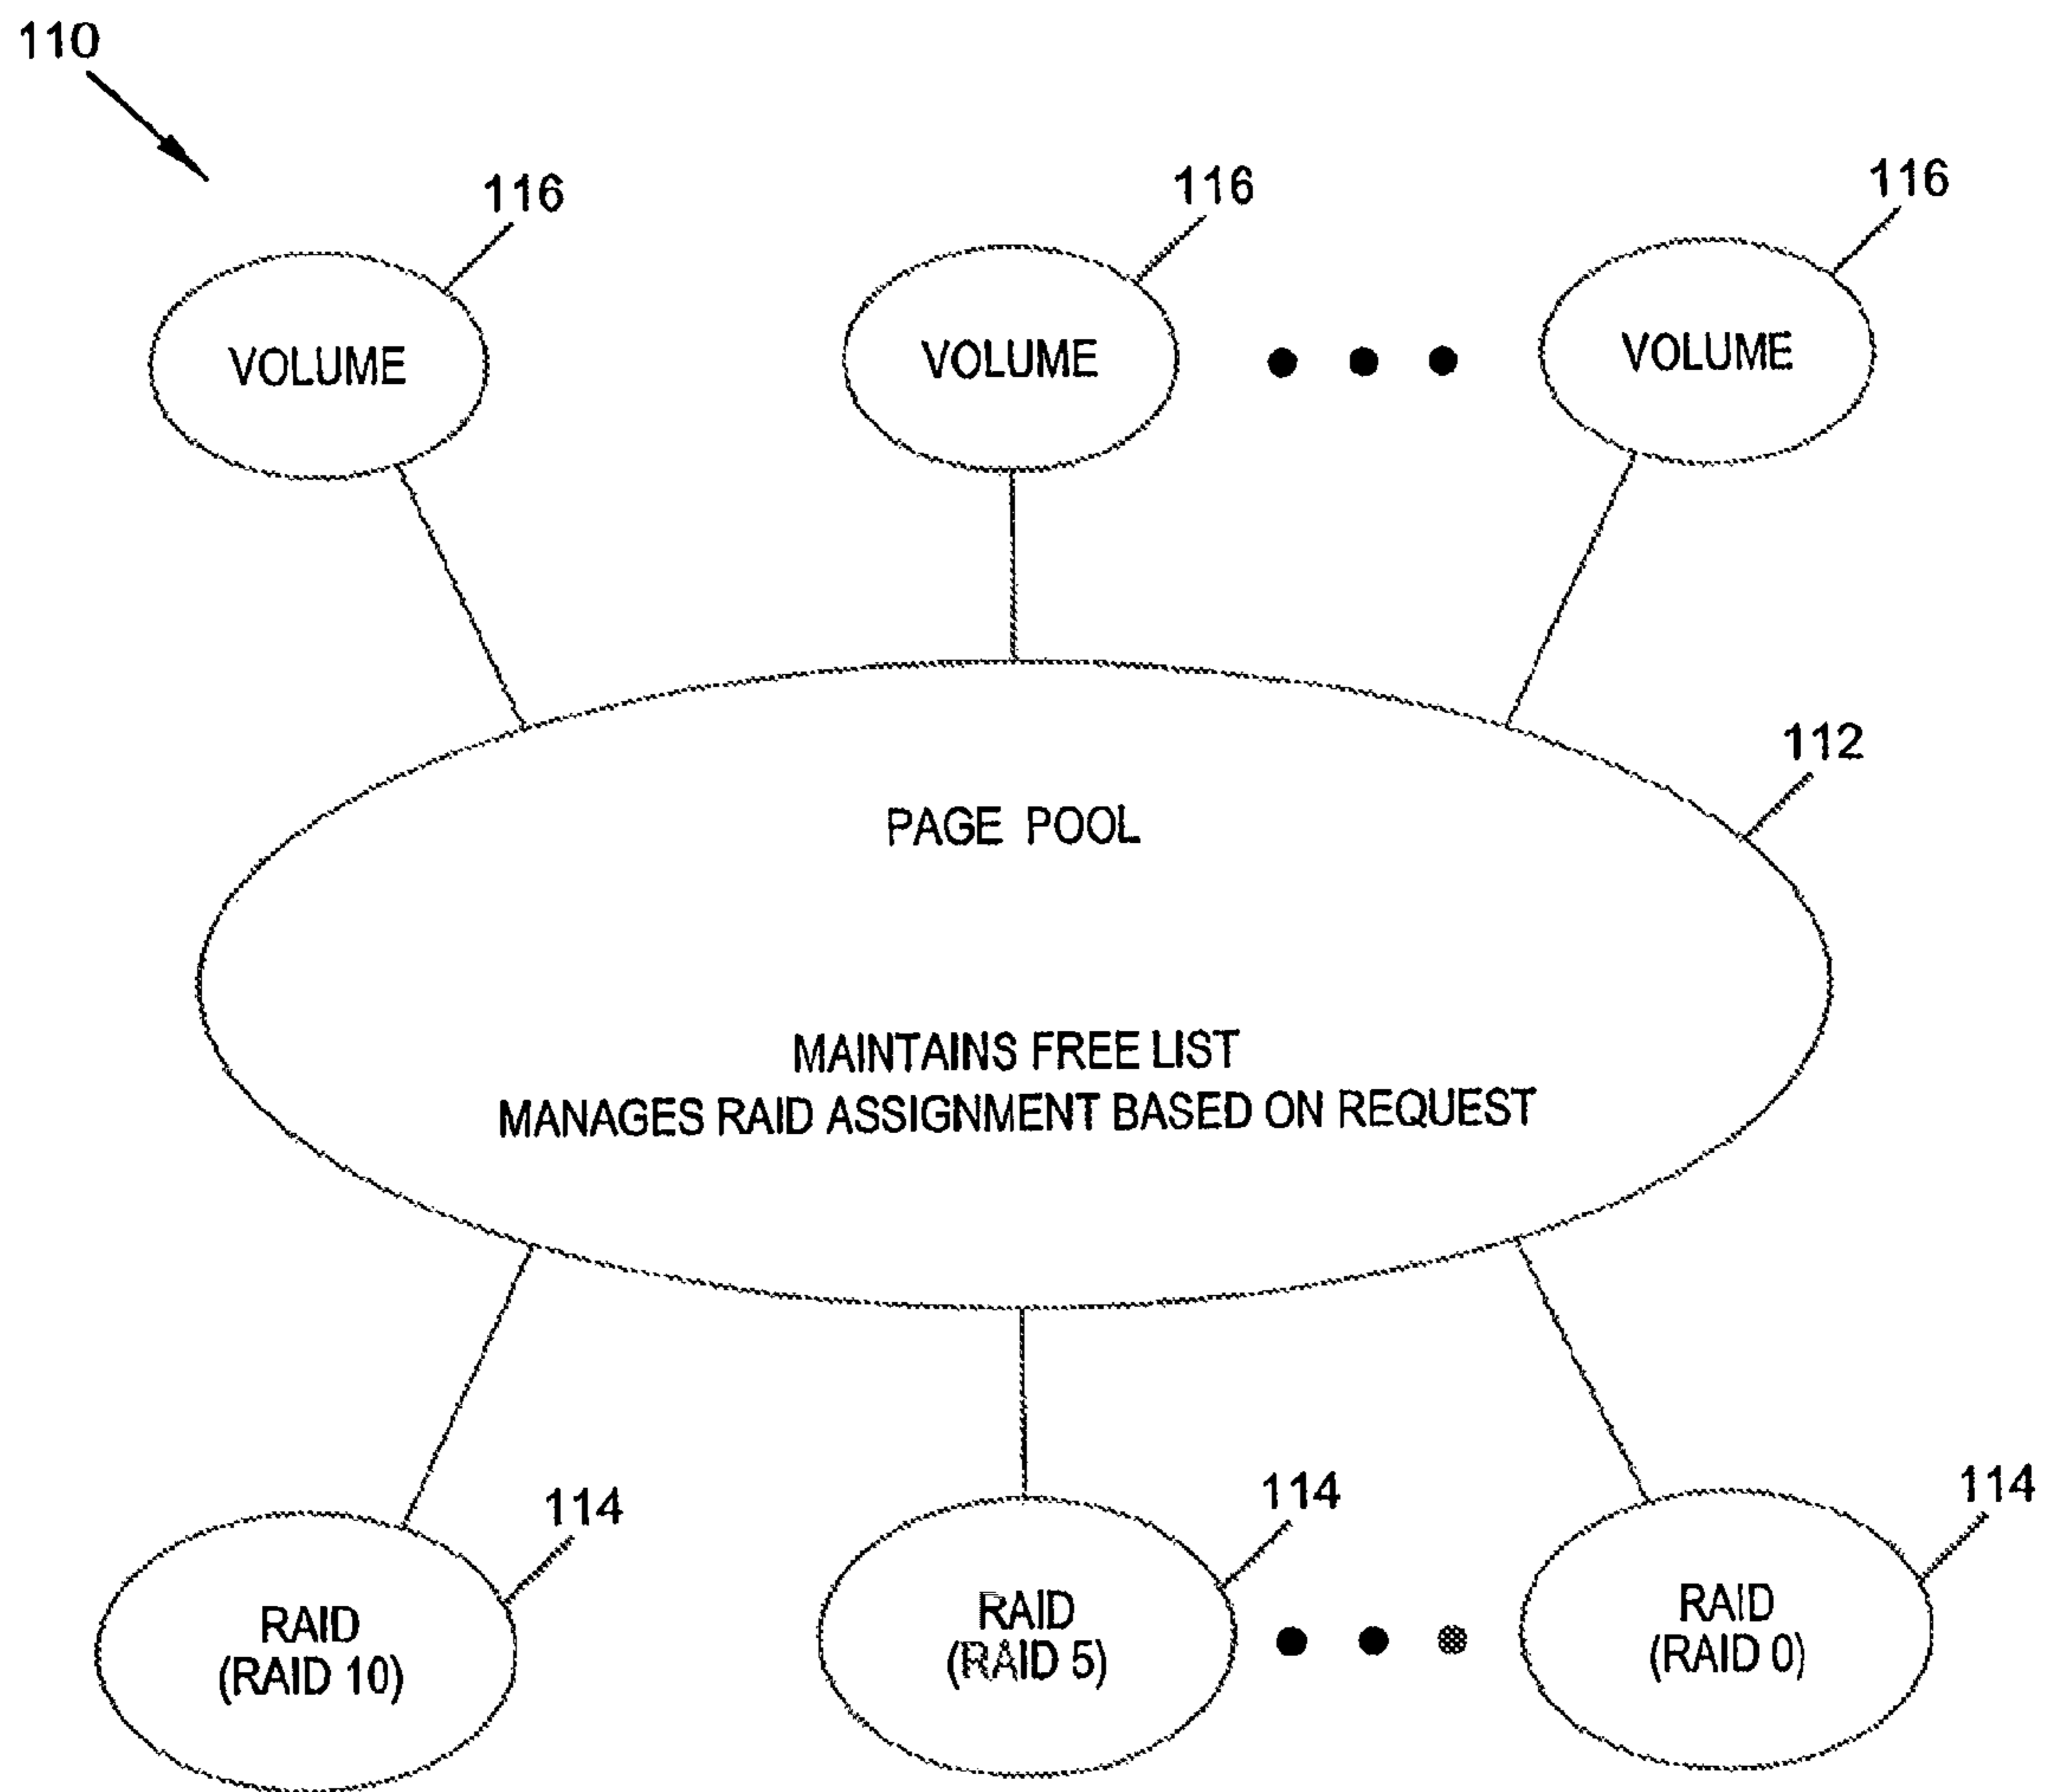 110
116
116
116
VOLUME
VOLUME
VOLUME
112
PAGE POOL
MAINTAINS FREE LIST
MANAGES RAID ASSIGNMENT BASED ON REQUEST
114
114
114
RAID
(RAID 10)
RAID
(RAID 5)
RAID
(RAID 0)